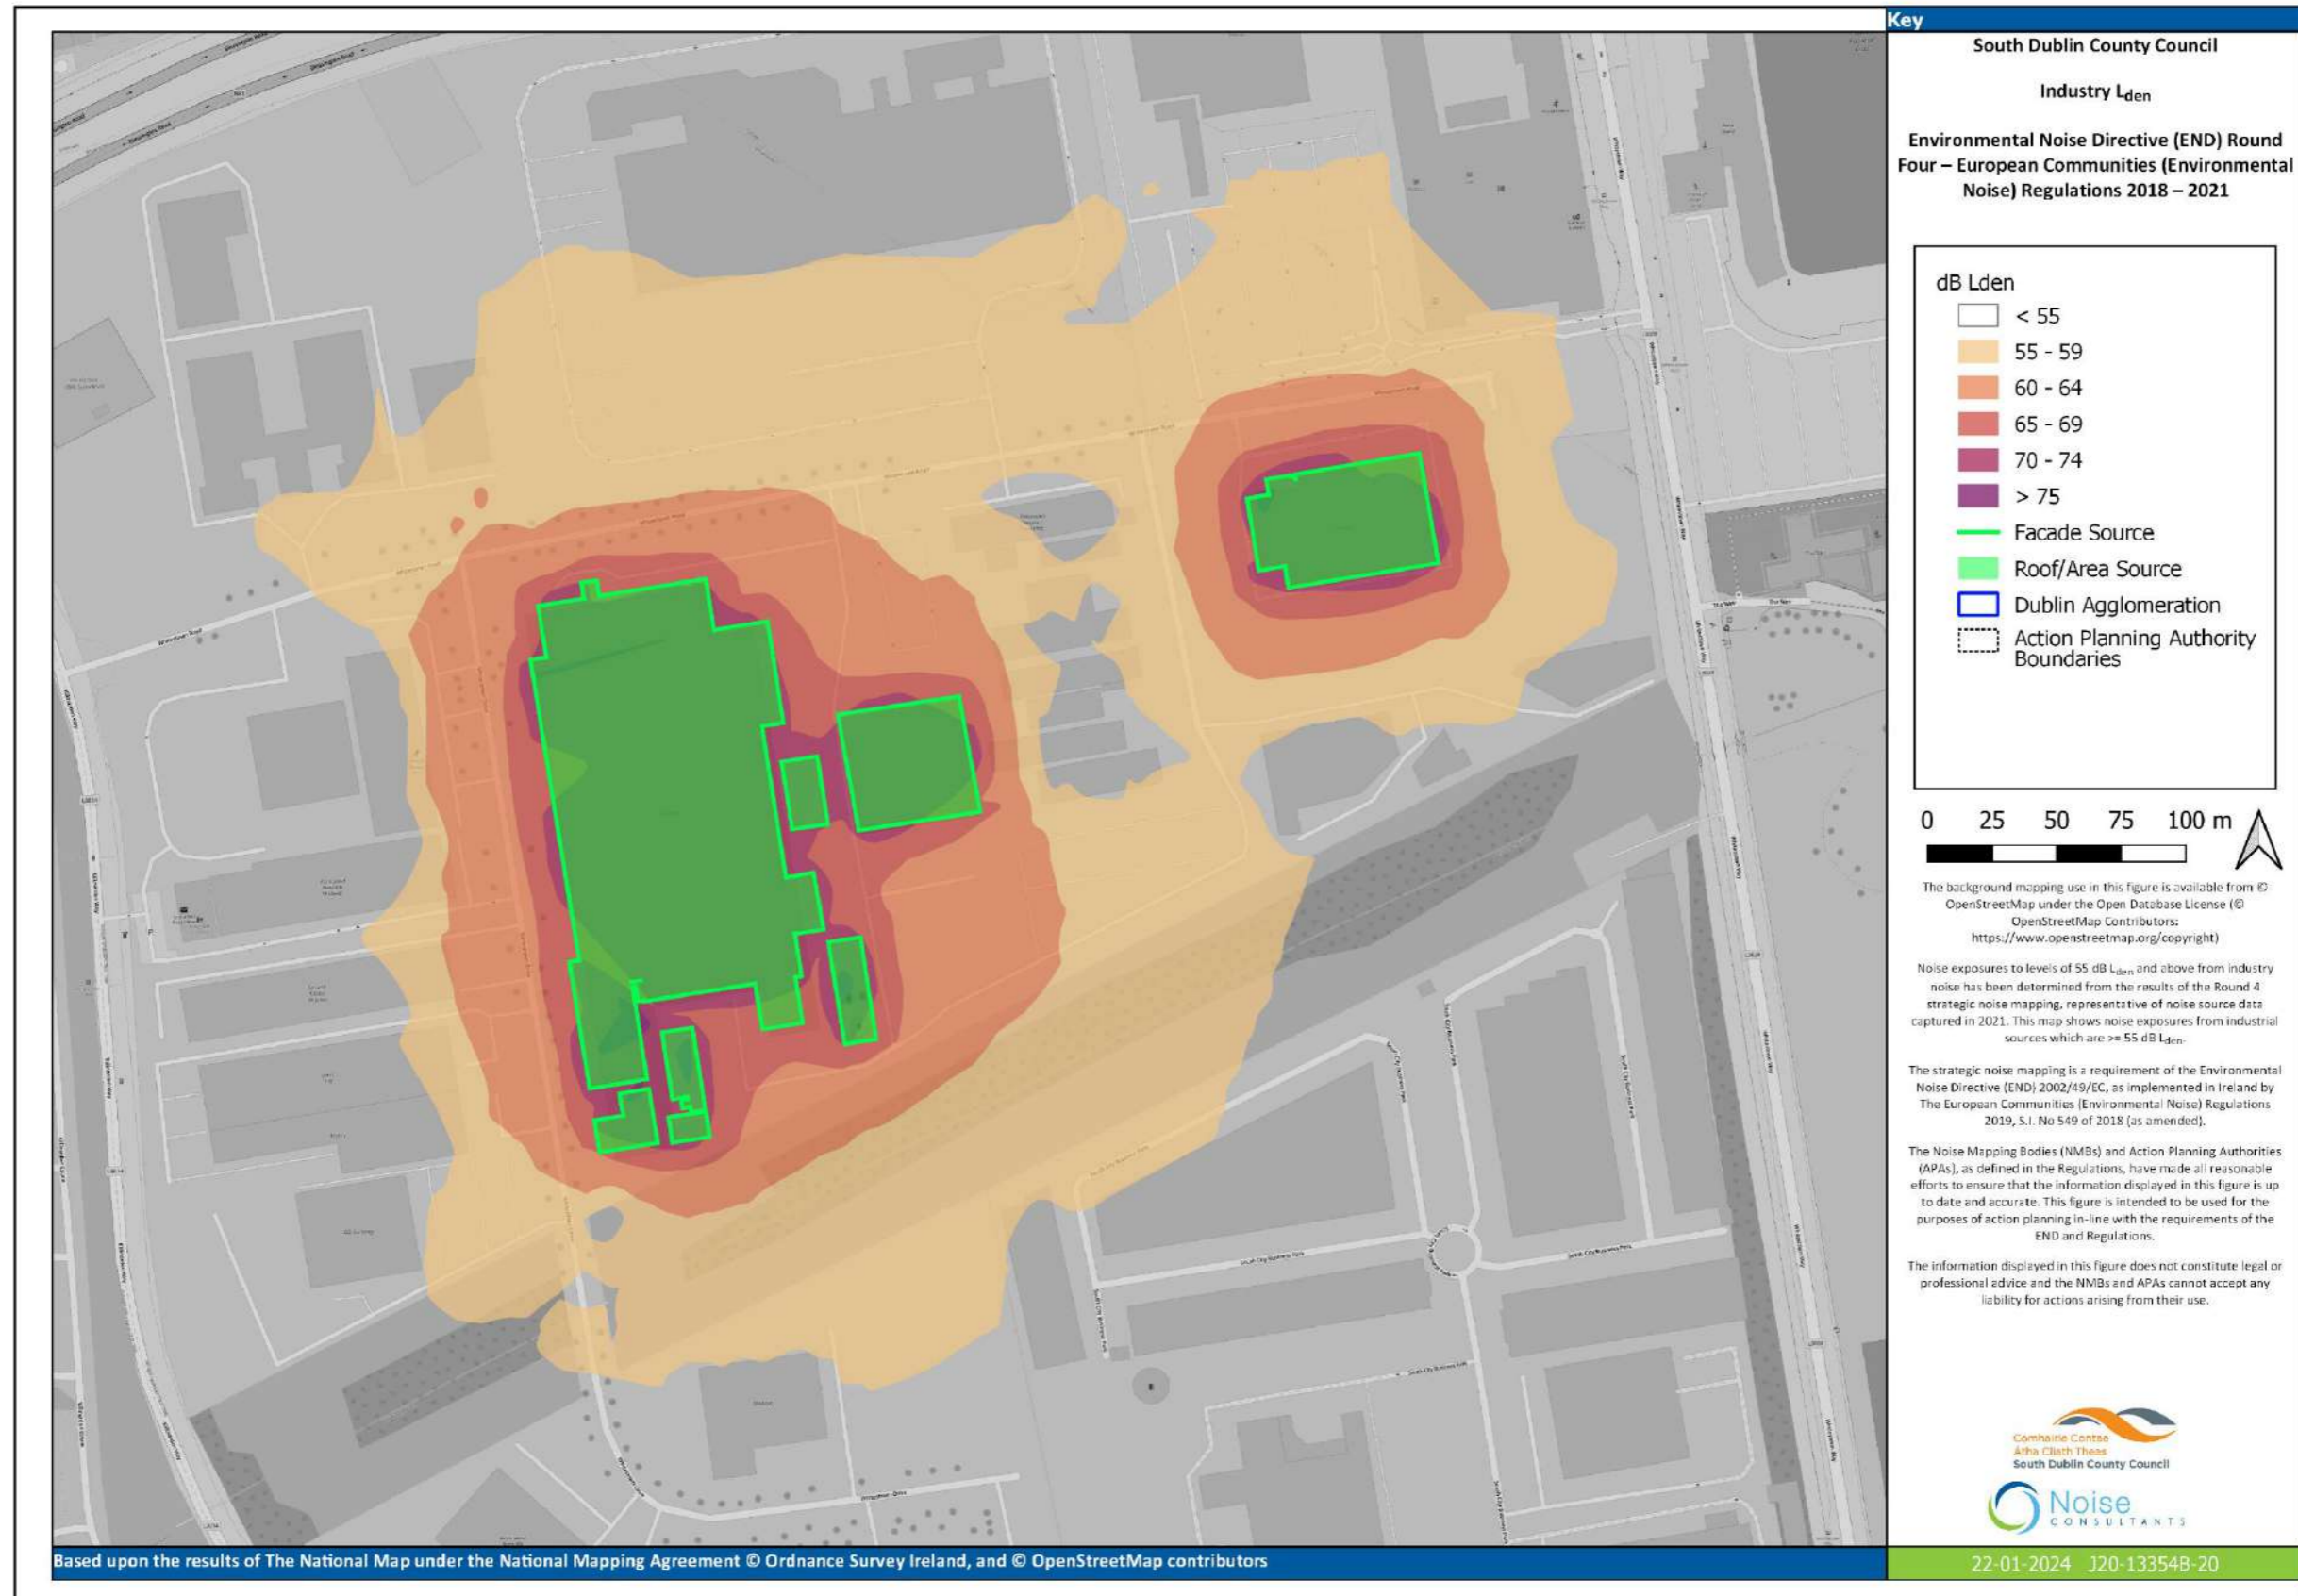 Key
South Dublin County Council
Industry Lden
Environmental Noise Directive (END) Round
Four – European Communities (Environmental
Noise) Regulations 2018 – 2021
dB Lden
< 55
55 - 59
60 - 64
65 - 69
70 - 74
> 75
Facade Source
Roof/Area Source
Dublin Agglomeration
Action Planning Authority
Boundaries
0 25 50 75 100 m
The background mapping use in this figure is available from ©
OpenStreetMap under the Open Database License (©
OpenStreetMap Contributors:
https://www.openstreetmap.org/copyright)
Noise exposures to levels of 55 dB Lden and above from industry
noise has been determined from the results of the Round 4
strategic noise mapping, representative of noise source data
captured in 2021. This map shows noise exposures from industrial
sources which are >= 55 dB Lden.
The strategic noise mapping is a requirement of the Environmental
Noise Directive (END) 2002/49/EC, as implemented in Ireland by
The European Communities (Environmental Noise) Regulations
2019, S.I. No 549 of 2018 (as amended).
The Noise Mapping Bodies (NMBs) and Action Planning Authorities
(APAs), as defined in the Regulations, have made all reasonable
efforts to ensure that the information displayed in this figure is up
to date and accurate. This figure is intended to be used for the
purposes of action planning in-line with the requirements of the
END and Regulations.
The information displayed in this figure does not constitute legal or
professional advice and the NMBs and APAs cannot accept any
liability for actions arising from their use.
Comhairle Contae
Átha Cliath Theas
South Dublin County Council
Noise
CONSULTANTS
Based upon the results of The National Map under the National Mapping Agreement © Ordnance Survey Ireland, and © OpenStreetMap contributors
22-01-2024 J20-13354B-20